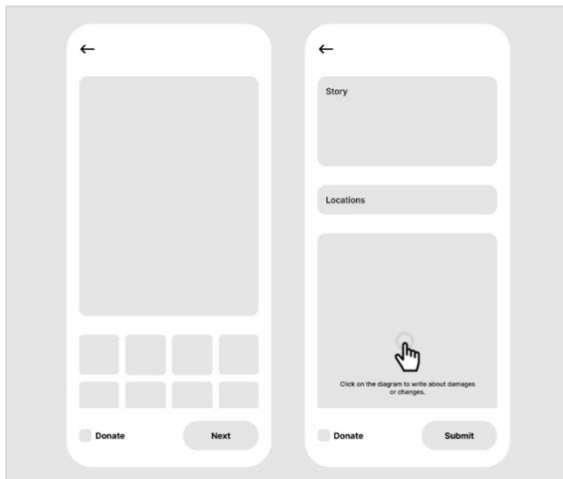 Story
Locations
Click on the diagram to write about damages
or changes.
Donate
Next
Donate
Submit